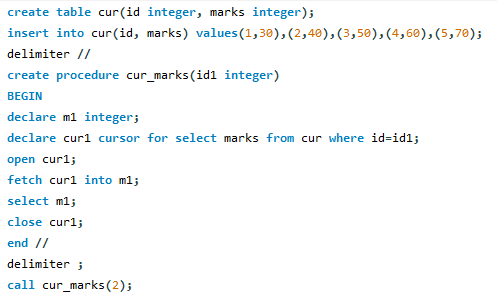 create table cur(id integer, marks integer);
insert into cur(id, marks) values(1,30),(2,40),(3,50),(4,60),(5,70);
delimiter //
create procedure cur_marks(id1 integer)
BEGIN
declare m1 integer;
declare cur1 cursor for select marks from cur where id=id1;
open cur1;
fetch cur1 into m1;
select m1;
close cur1;
end //
delimiter ;
call cur_marks(2);